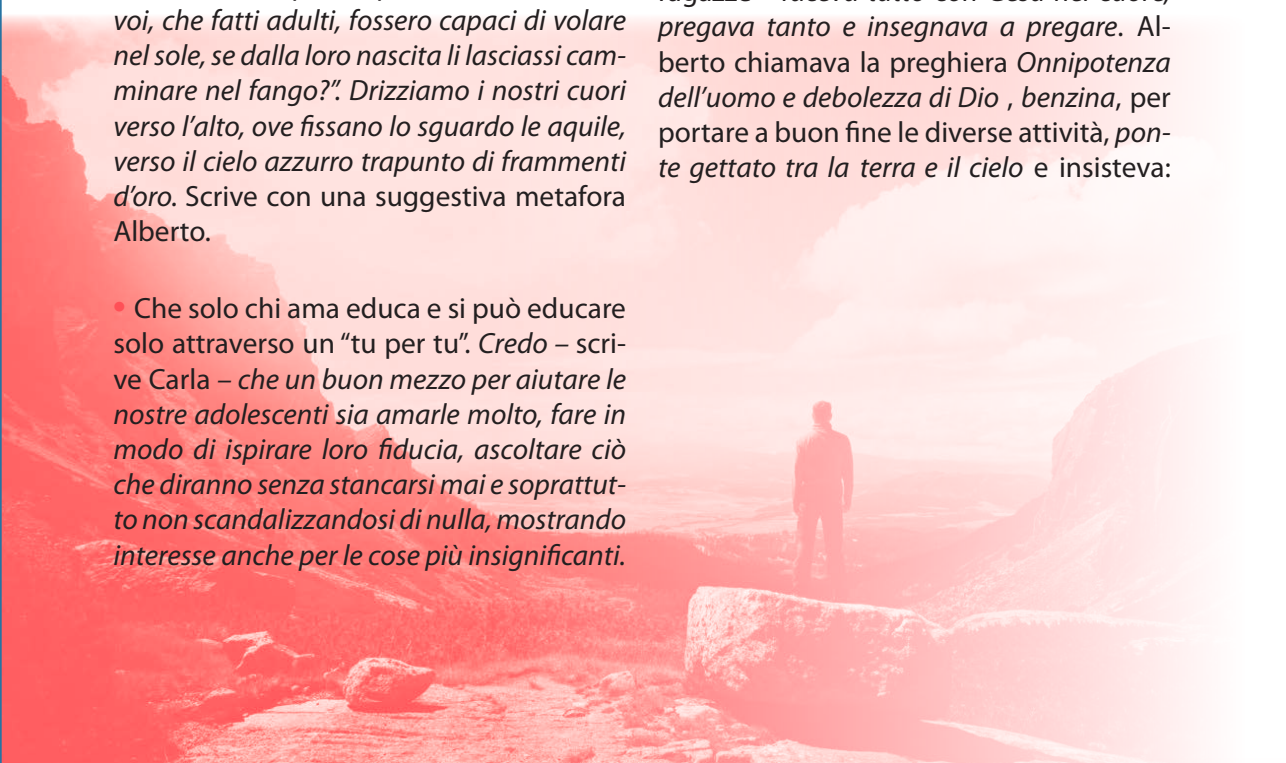 voi, che fatti adulti, fossero capaci di volare
nel sole, se dalla loro nascita li lasciassi cam-
minare nel fango?”. Drizziamo i nostri cuori
verso l’alto, ove fissano lo sguardo le aquile,
verso il cielo azzurro trapunto di frammenti
d’oro. Scrive con una suggestiva metafora
Alberto.
• Che solo chi ama educa e si può educare
solo attraverso un “tu per tu”. Credo – scri-
ve Carla – che un buon mezzo per aiutare le
nostre adolescenti sia amarle molto, fare in
modo di ispirare loro fiducia, ascoltare ciò
che diranno senza stancarsi mai e soprattut-
to non scandalizzandosi di nulla, mostrando
interesse anche per le cose più insignificanti.
pregava tanto e insegnava a pregare. Al-
berto chiamava la preghiera Onnipotenza
dell’uomo e debolezza di Dio , benzina, per
portare a buon fine le diverse attività, pon-
te gettato tra la terra e il cielo e insisteva: